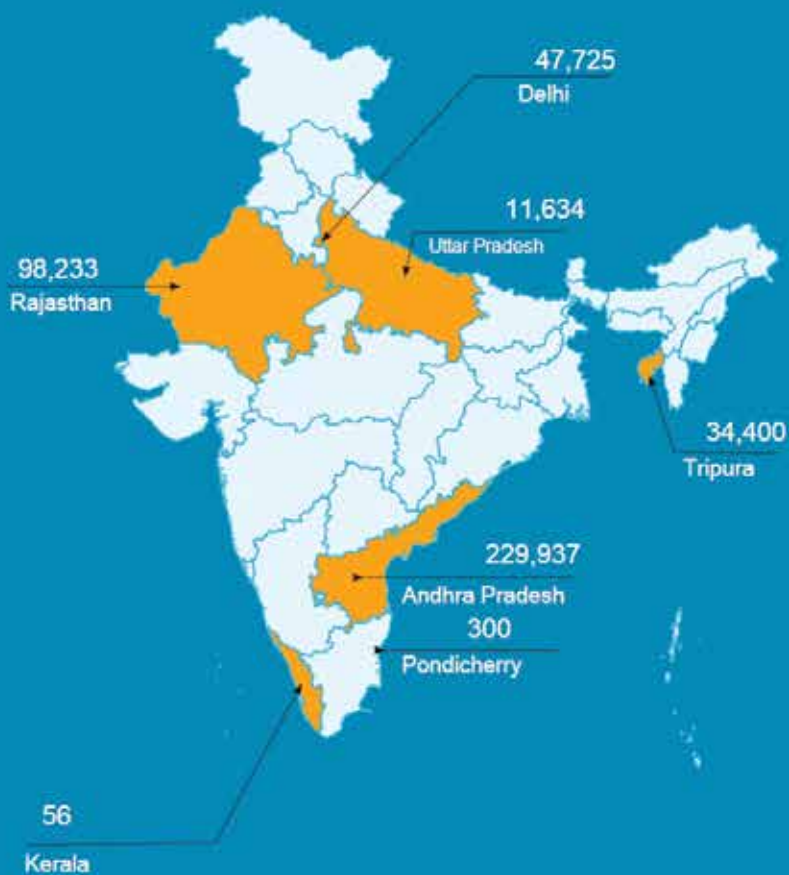 47,725
Delhi
11,634
Uttar Pradesh
98,233
Rajasthan
34,400
Tripura
229,937
Andhra Pradesh
300
Pondicherry
56
Kerala